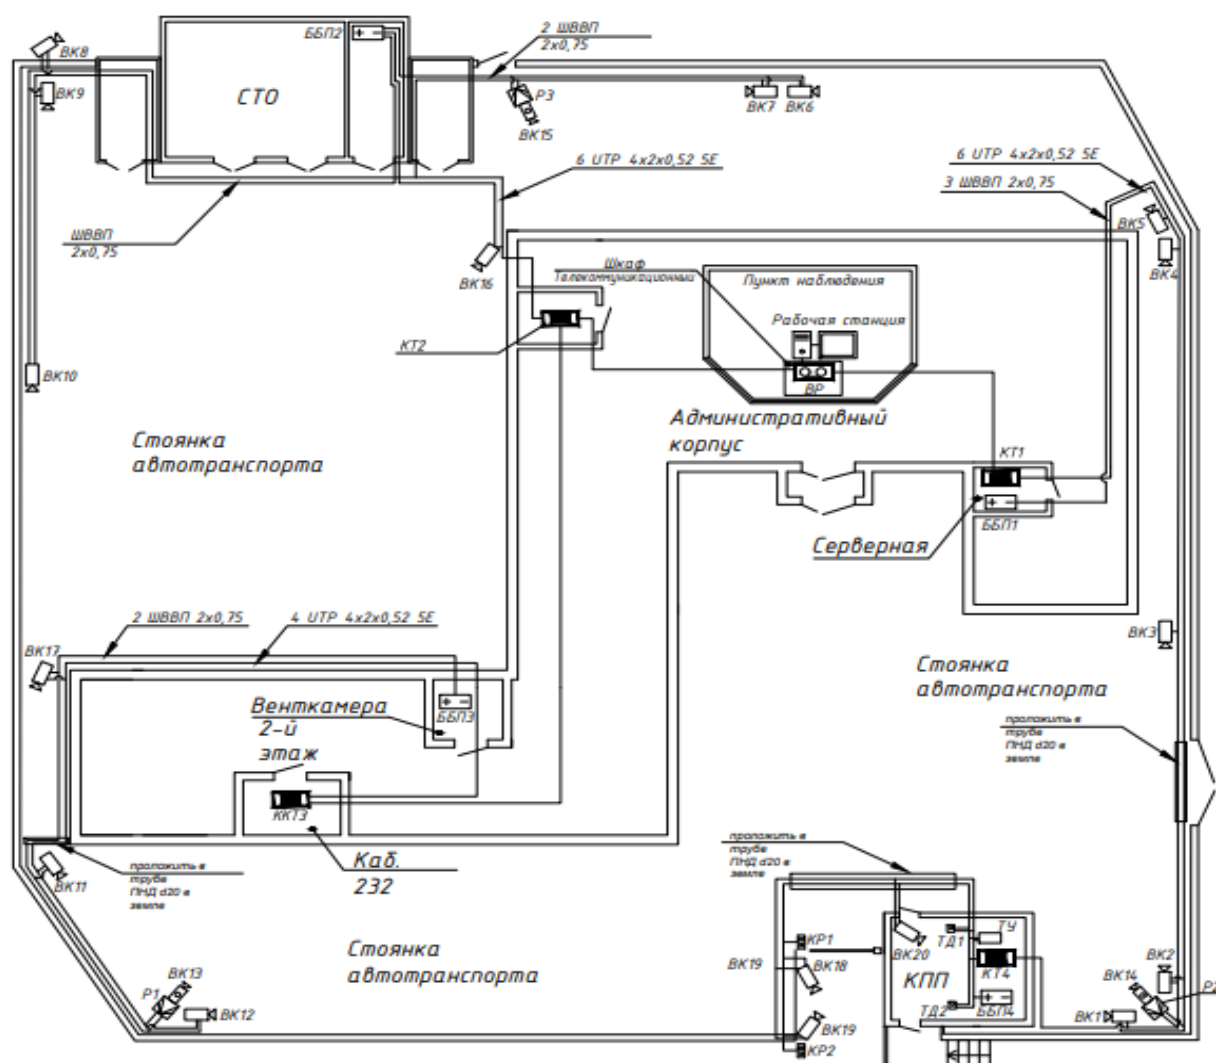 ББП2
2 ШВВП
2х0,75
ВК8
ВК9
СТО
Р3
ВК15
ВК7
ВК6
6 UTP 4х2х0,52 5Е
6 UTP 4х2х0,52 5Е
3 ШВВП 2х0,75
ШВВП
2х0,75
ВК5
ВК4
ВК16
Шкаф
Телекоммуникационный
Пункт наблюдения
Рабочая станция
КТ2
ВР
ВК10
Административный
корпус
Стоянка
автотранспорта
КТ1
ББП1
Серверная
2 ШВВП 2х0,75
4 UTP 4х2х0,52 5Е
ВК17
ВК3
Стоянка
автотранспорта
ББП3
Венткамера
2-й
этаж
проложить в
трубе
ПНД d20 в
земле
ККТ3
проложить в
трубе
ПНД d20 в
земле
Каб.
232
проложить в
трубе
ПНД d20 в
земле
ВК11
Стоянка
автотранспорта
КР1
ВК20
ТД1
ТУ
ВК19
ВК18
КПП
КТ4
ВК2
ВК13
Р1
ВК14
Р2
ВК12
ВК19
ТД2
ББП4
ВК1
КР2